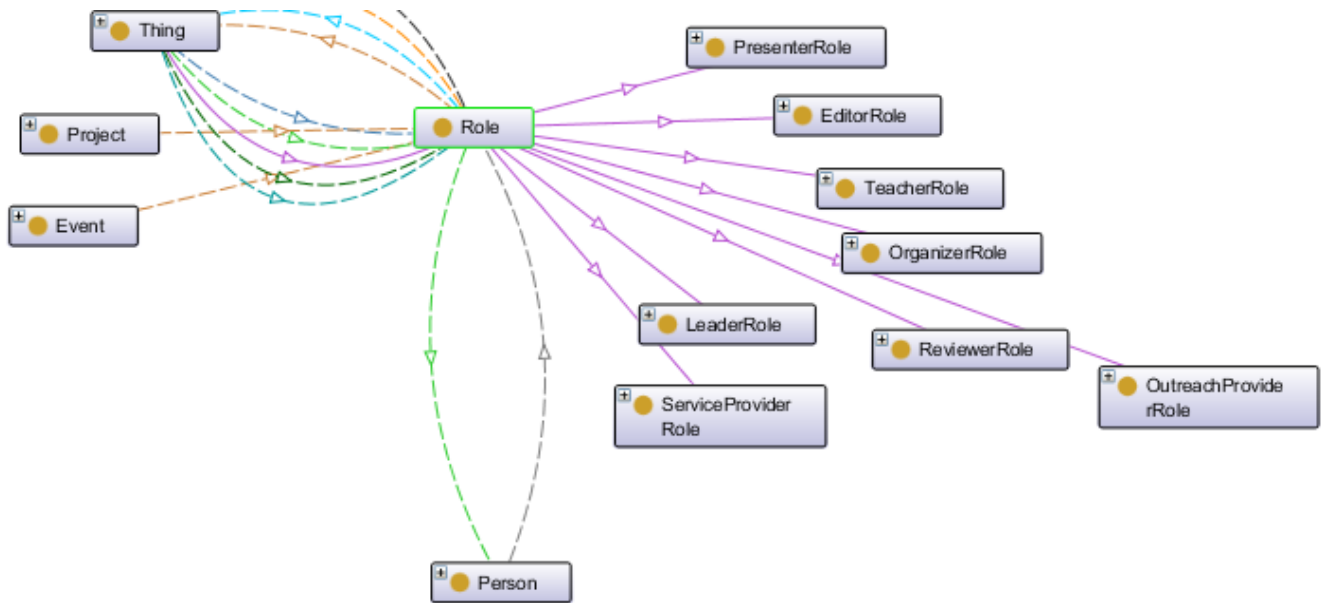 Thing
PresenterRole
EditorRole
Role
Project
TeacherRole
Event
OrganizerRole
LeaderRole
ReviewerRole
OutreachProvide
rRole
ServiceProvider
Role
Person